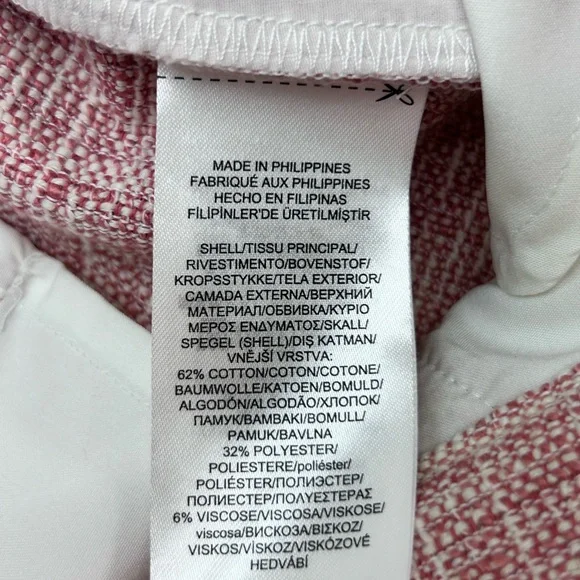 MADE IN PHILIPPINES
FABRIQUÉ AUX PHILIPPINES
HECHO EN FILIPINAS
FİLİPİNLER'DE ÜRETİLMİŞTİR
SHELL/TISSU PRINCIPAL/
RIVESTIMENTO/BOVENSTOF/
KROPSSTYKKE/TELA EXTERIOR/
CAMADA EXTERNA/ВЕРХНИЙ
МАТЕРИАЛ/ОБВИВКА/ΚΥΡΙΟ
ΜΕΡΟΣ ΕΝΔΥΜΑΤΟΣ/SKALL/
SPEGEL (SHELL)/DIŞ KATMAN/
VNĚJŠÍ VRSTVA:
62% COTTON/COTON/COTONE/
BAUMWOLLE/KATOEN/BOMULD/
ALGODÓN/ALGODÃO/ХЛОПОК/
ПАМУК/ΒΑΜΒΑΚΙ/BOMULL/
PAMUK/BAVLNA
32% POLYESTER/
POLIESTERE/poliéster/
POLIÉSTER/ПОЛИЭСТЕР/
ПОЛИЕСТЕР/ΠΟΛΥΕΣΤΕΡΑΣ
6% VISCOSE/VISCOSA/VISKOSE/
viscosa/ВИСКОЗА/ΒΙΣΚΟΖ/
VISKOS/VİSKOZ/VISKÓZOVÉ
HEDVÁBÍ